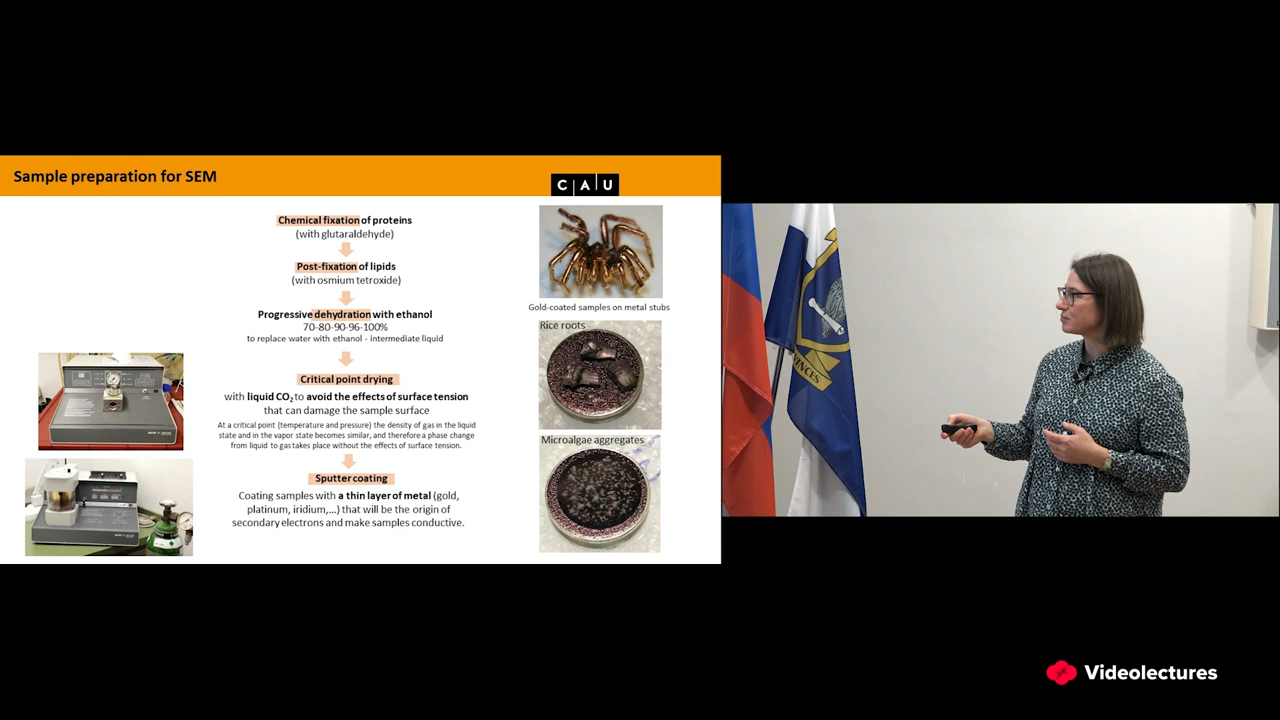 Sample preparation for SEM
CAU
Chemical fixation of proteins
(with glutaraldehyde)
Post-fixation of lipids
(with osmium tetroxide)
Progressive dehydration with ethanol
70-80-90-96-100%
to replace water with ethanol - intermediate liquid
Critical point drying
with liquid CO2 to avoid the effects of surface tension
that can damage the sample surface
At a critical point (temperature and pressure) the density of gas in the liquid
state and in the vapor state becomes similar, and therefore a phase change
from liquid to gas takes place without the effects of surface tension.
Sputter coating
Coating samples with a thin layer of metal (gold,
platinum, iridium,...) that will be the origin of
secondary electrons and make samples conductive.
Gold-coated samples on metal stubs
Rice roots
Microalgae aggregates
INCES
Videolectures